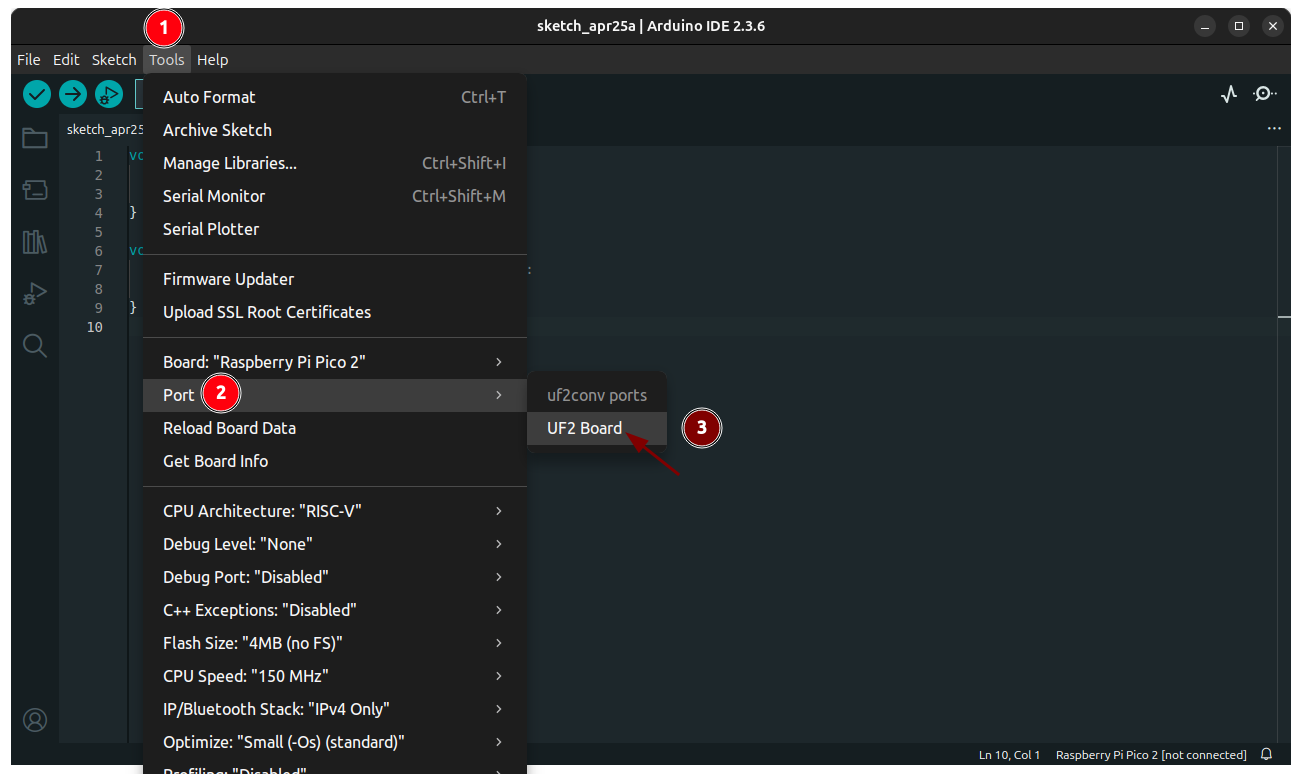 1
sketch_apr25a | Arduino IDE 2.3.6
File Edit Sketch Tools Help
Auto Format Ctrl+T
sketch_apr25
Archive Sketch
1
Manage Libraries... Ctrl+Shift+I
2
3
Serial Monitor Ctrl+Shift+M
4 }
5
Serial Plotter
6
7
Firmware Updater :
8
9 }
Upload SSL Root Certificates
10
Board: "Raspberry Pi Pico 2"
Port 2 uf2conv ports
Reload Board Data UF2 Board 3
Get Board Info
CPU Architecture: "RISC-V"
Debug Level: "None"
Debug Port: "Disabled"
C++ Exceptions: "Disabled"
Flash Size: "4MB (no FS)"
CPU Speed: "150 MHz"
IP/Bluetooth Stack: "IPv4 Only"
Optimize: "Small (-Os) (standard)"
Ln 10, Col 1 Raspberry Pi Pico 2 [not connected]
Profiling: "Disabled"